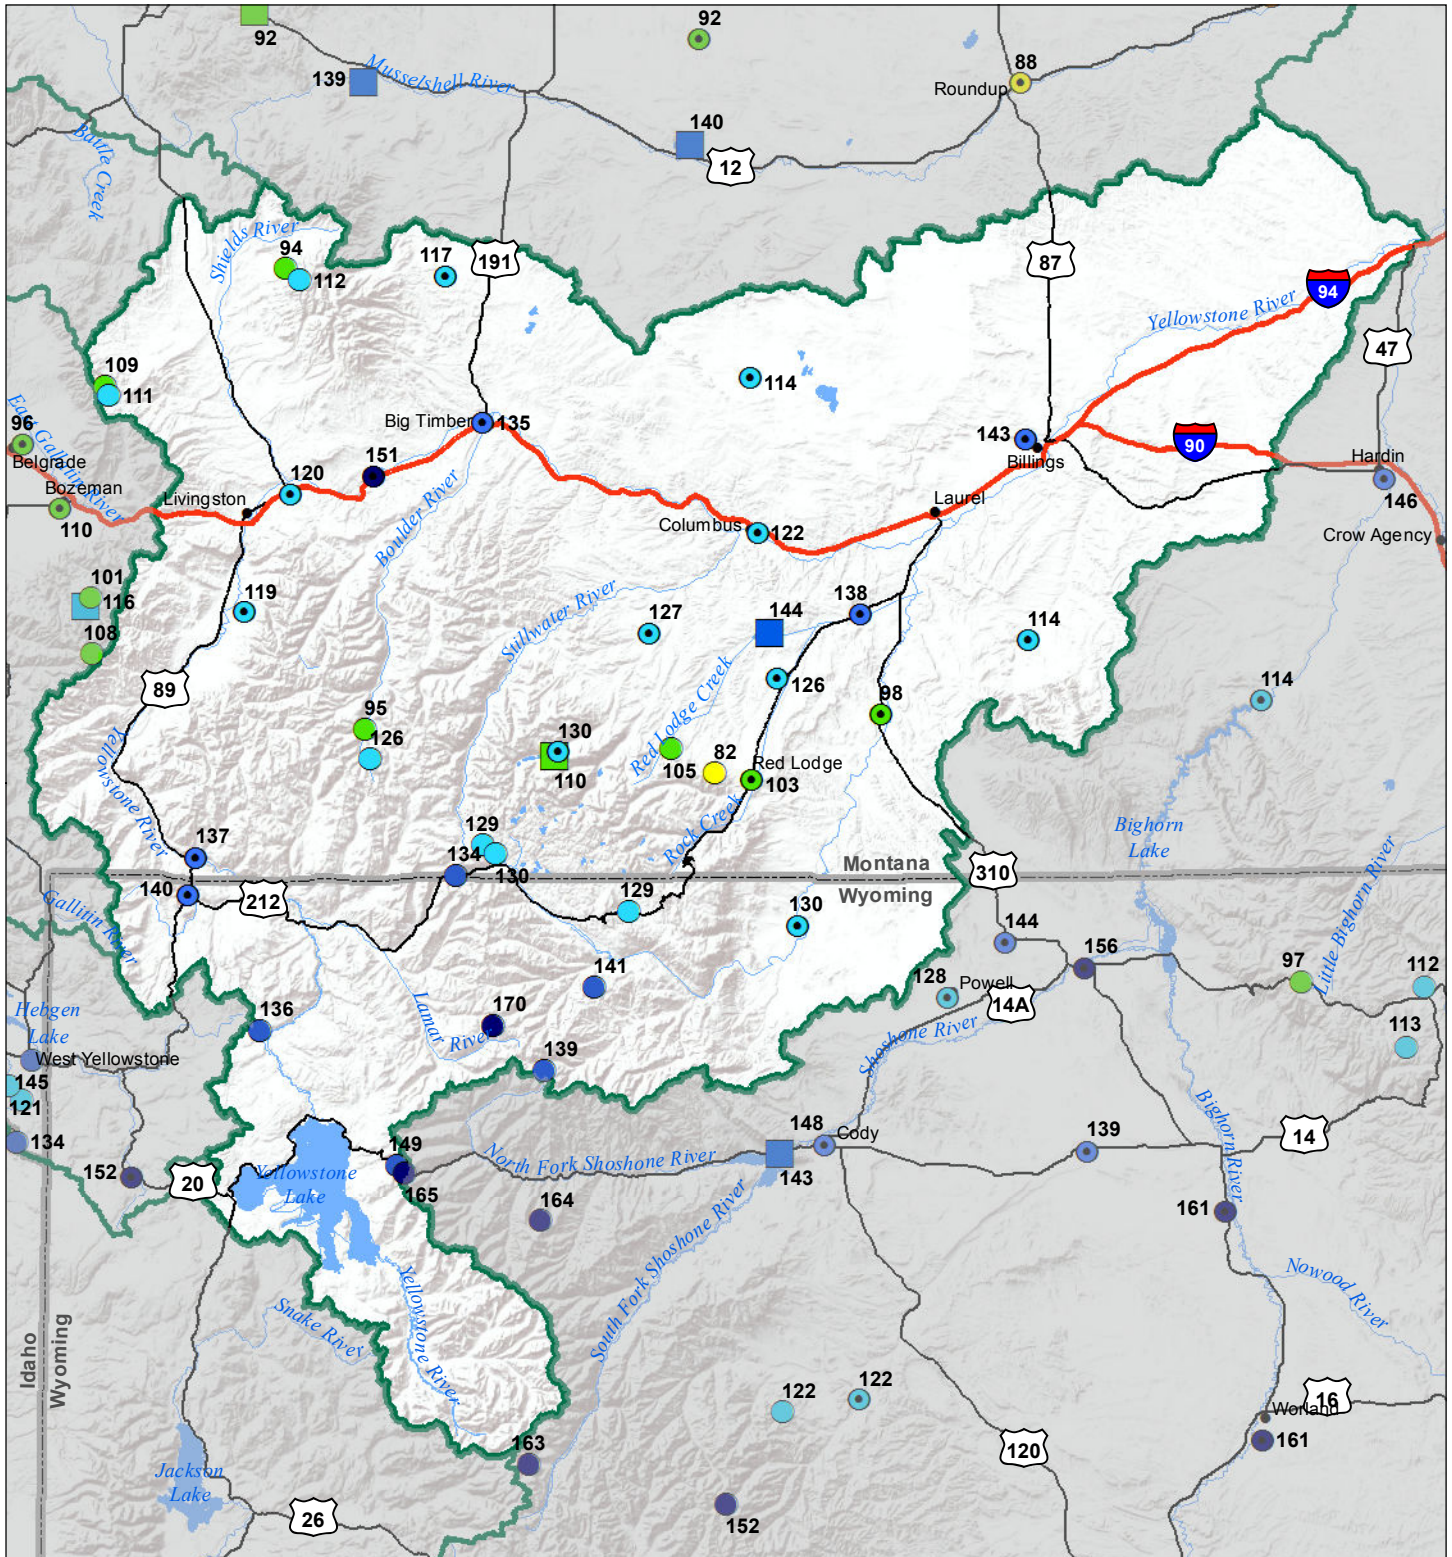 92
92
88
Roundup
139
Musselshell River
140
12
Battle Creek
Shields River
94
112
117
191
87
94
Yellowstone River
47
109
111
114
East Gallitin River
96
Belgrade
Big Timber
135
143
Billings
90
Hardin
146
Bozeman
110
151
120
Livingston
Boulder River
Laurel
Columbus
122
Crow Agency
101
116
108
119
Stillwater River
127
144
138
114
89
126
98
114
Red Lodge Creek
95
126
130
110
105
82
Red Lodge
103
Yellowstone River
Rock Creek
Bighorn
Lake
137
129
134
130
Montana
Wyoming
310
Little Bighorn River
140
212
129
130
Gallitin River
144
156
141
128
Powell
14A
97
112
Hebgen
Lake
136
170
Lamar River
Shoshone River
113
West Yellowstone
139
145
121
134
Bighorn River
149
148
Cody
139
14
North Fork Shoshone River
143
152
20
Yellowstone
Lake
165
164
161
South Fork Shoshone River
Nowood River
Yellowstone River
Snake River
Idaho
Wyoming
122
122
16
Worland
161
163
120
Jackson
Lake
26
152